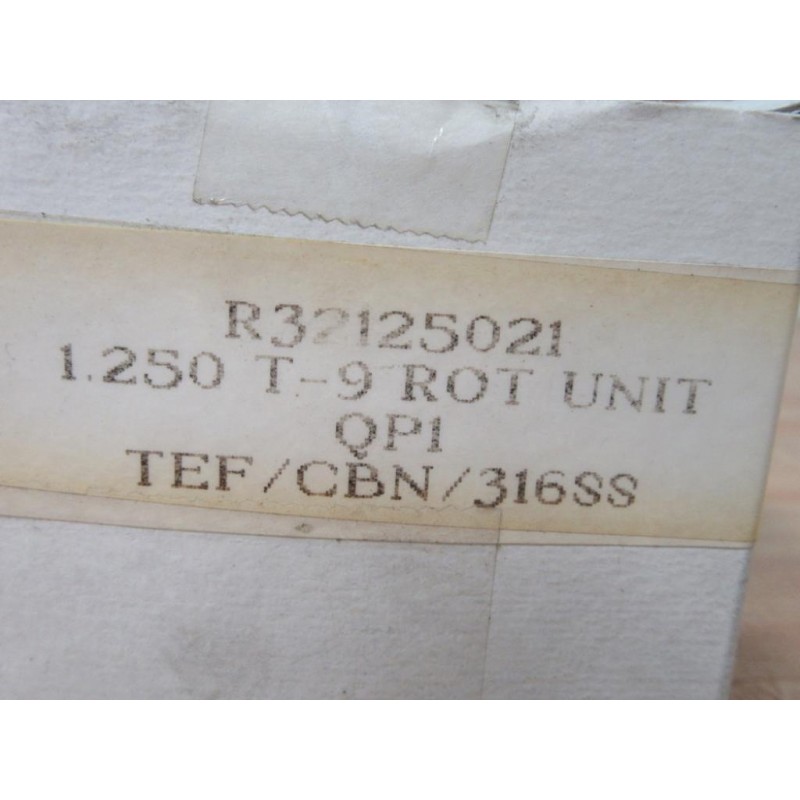 R32125021
1.250 T-9 ROT UNIT
QP1
TEF/CBN/316SS